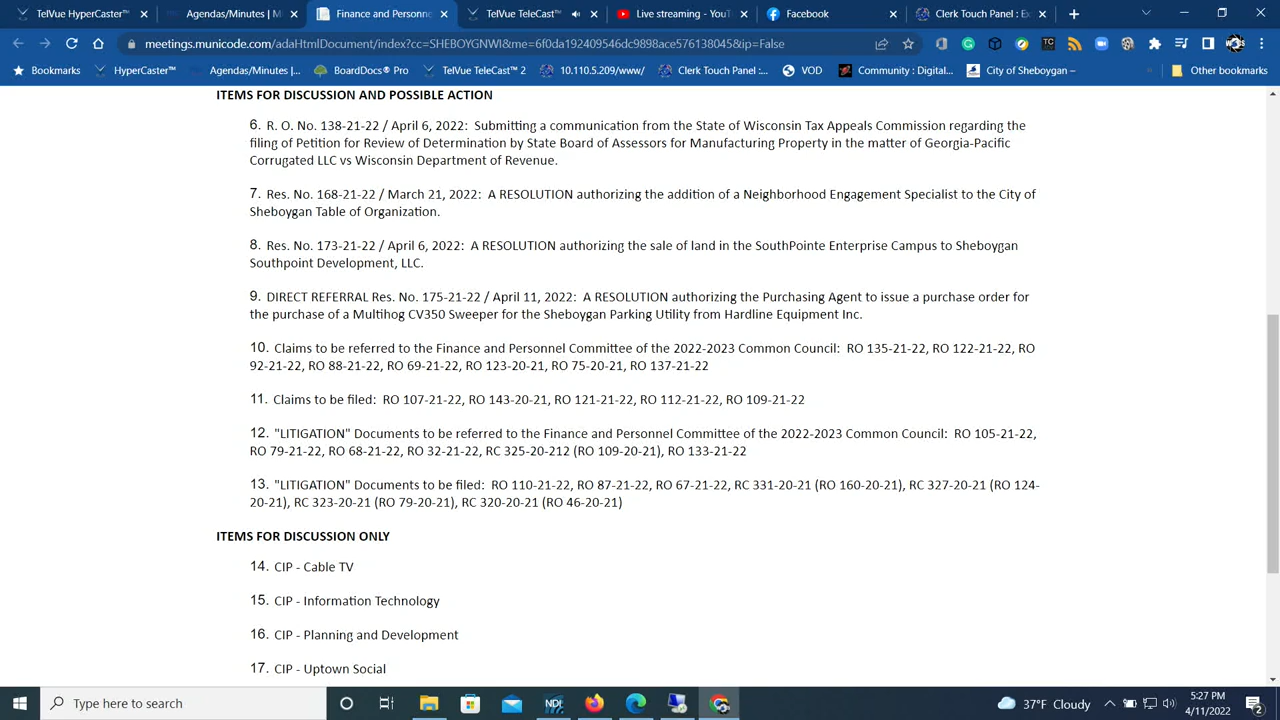 TelVue HyperCaster™
Agendas/Minutes | M
Finance and Personne
TelVue TeleCast™
Live streaming - YouT
Facebook
Clerk Touch Panel : Ex
meetings.municode.com/adaHtmlDocument/index?cc=SHEBOYGNWI&me=6f0da192409546dc9898ace576138045&ip=False
Bookmarks
HyperCaster™
Agendas/Minutes |...
BoardDocs® Pro
TelVue TeleCast™ 2
10.110.5.209/www/
Clerk Touch Panel :...
VOD
Community : Digital...
City of Sheboygan –
Other bookmarks
ITEMS FOR DISCUSSION AND POSSIBLE ACTION
6. R. O. No. 138-21-22 / April 6, 2022: Submitting a communication from the State of Wisconsin Tax Appeals Commission regarding the
filing of Petition for Review of Determination by State Board of Assessors for Manufacturing Property in the matter of Georgia-Pacific
Corrugated LLC vs Wisconsin Department of Revenue.
7. Res. No. 168-21-22 / March 21, 2022: A RESOLUTION authorizing the addition of a Neighborhood Engagement Specialist to the City of
Sheboygan Table of Organization.
8. Res. No. 173-21-22 / April 6, 2022: A RESOLUTION authorizing the sale of land in the SouthPointe Enterprise Campus to Sheboygan
Southpoint Development, LLC.
9. DIRECT REFERRAL Res. No. 175-21-22 / April 11, 2022: A RESOLUTION authorizing the Purchasing Agent to issue a purchase order for
the purchase of a Multihog CV350 Sweeper for the Sheboygan Parking Utility from Hardline Equipment Inc.
10. Claims to be referred to the Finance and Personnel Committee of the 2022-2023 Common Council: RO 135-21-22, RO 122-21-22, RO
92-21-22, RO 88-21-22, RO 69-21-22, RO 123-20-21, RO 75-20-21, RO 137-21-22
11. Claims to be filed: RO 107-21-22, RO 143-20-21, RO 121-21-22, RO 112-21-22, RO 109-21-22
12. "LITIGATION" Documents to be referred to the Finance and Personnel Committee of the 2022-2023 Common Council: RO 105-21-22,
RO 79-21-22, RO 68-21-22, RO 32-21-22, RC 325-20-212 (RO 109-20-21), RO 133-21-22
13. "LITIGATION" Documents to be filed: RO 110-21-22, RO 87-21-22, RO 67-21-22, RC 331-20-21 (RO 160-20-21), RC 327-20-21 (RO 124-
20-21), RC 323-20-21 (RO 79-20-21), RC 320-20-21 (RO 46-20-21)
ITEMS FOR DISCUSSION ONLY
14. CIP - Cable TV
15. CIP - Information Technology
16. CIP - Planning and Development
17. CIP - Uptown Social
Type here to search
37°F Cloudy
5:27 PM
4/11/2022
2